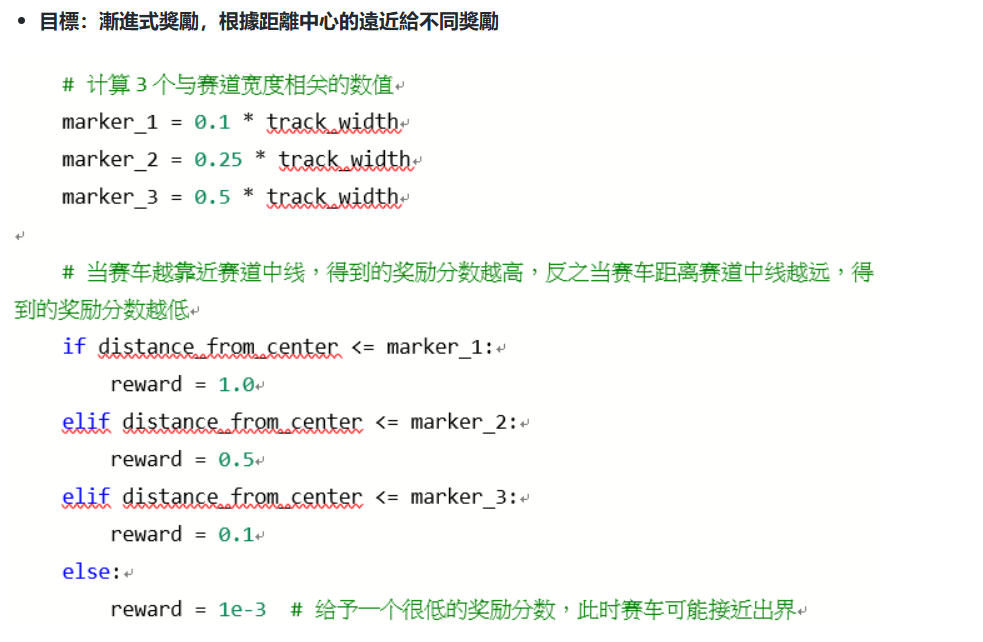 • 目標：漸進式獎勵，根據距離中心的遠近給不同獎勵
# 计算 3 个与赛道宽度相关的数值↵
marker_1 = 0.1 * track_width↵
marker_2 = 0.25 * track_width↵
marker_3 = 0.5 * track_width↵
↵
# 当赛车越靠近赛道中线，得到的奖励分数越高，反之当赛车距离赛道中线越远，得
到的奖励分数越低↵
if distance_from_center <= marker_1:↵
reward = 1.0↵
elif distance_from_center <= marker_2:↵
reward = 0.5↵
elif distance_from_center <= marker_3:↵
reward = 0.1↵
else:↵
reward = 1e-3 # 给予一个很低的奖励分数，此时赛车可能接近出界↵